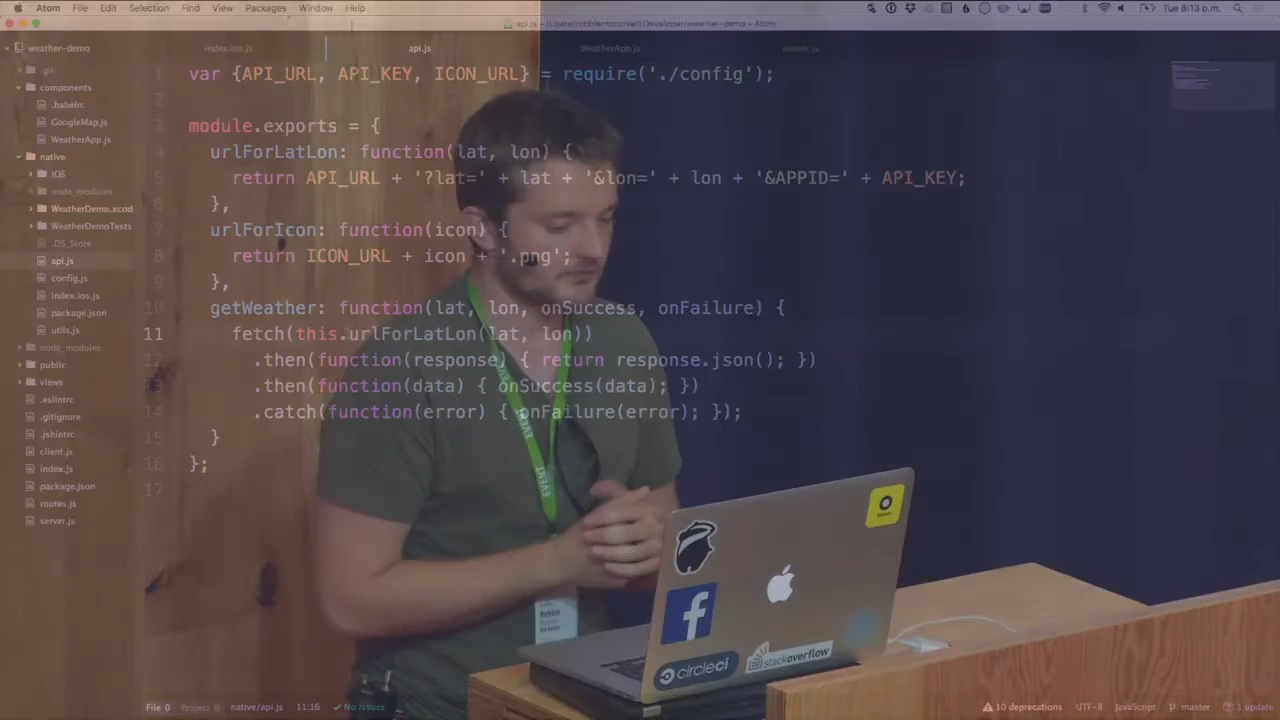 Atom File Edit Selection Find View Packages Window Help
Tue 8:13 p.m.
weather-demo
index.ios.js
api.js
WeatherApp.js
.git
components
.babelrc
GoogleMap.js
WeatherApp.js
native
iOS
node_modules
WeatherDemo.xcod
WeatherDemoTests
.DS_Store
api.js
config.js
index.ios.js
package.json
utils.js
node_modules
public
views
.eslintrc
.gitignore
.jshintrc
client.js
index.js
package.json
routes.js
server.js
1 var {API_URL, API_KEY, ICON_URL} = require('./config');
2
3 module.exports = {
4 urlForLatLon: function(lat, lon) {
5 return API_URL + '?lat=' + lat + '&lon=' + lon + '&APPID=' + API_KEY;
6 },
7 urlForIcon: function(icon) {
8 return ICON_URL + icon + '.png';
9 },
10 getWeather: function(lat, lon, onSuccess, onFailure) {
11 fetch(this.urlForLatLon(lat, lon))
12 .then(function(response) { return response.json(); })
13 .then(function(data) { onSuccess(data); })
14 .catch(function(error) { onFailure(error); });
15 }
16 };
17
EVENT
EVENT
Robbie
f
circleci
stackoverflow
File 0 Project 0 native/api.js 11:16 No Issues
10 deprecations UTF-8 JavaScript master 1 update